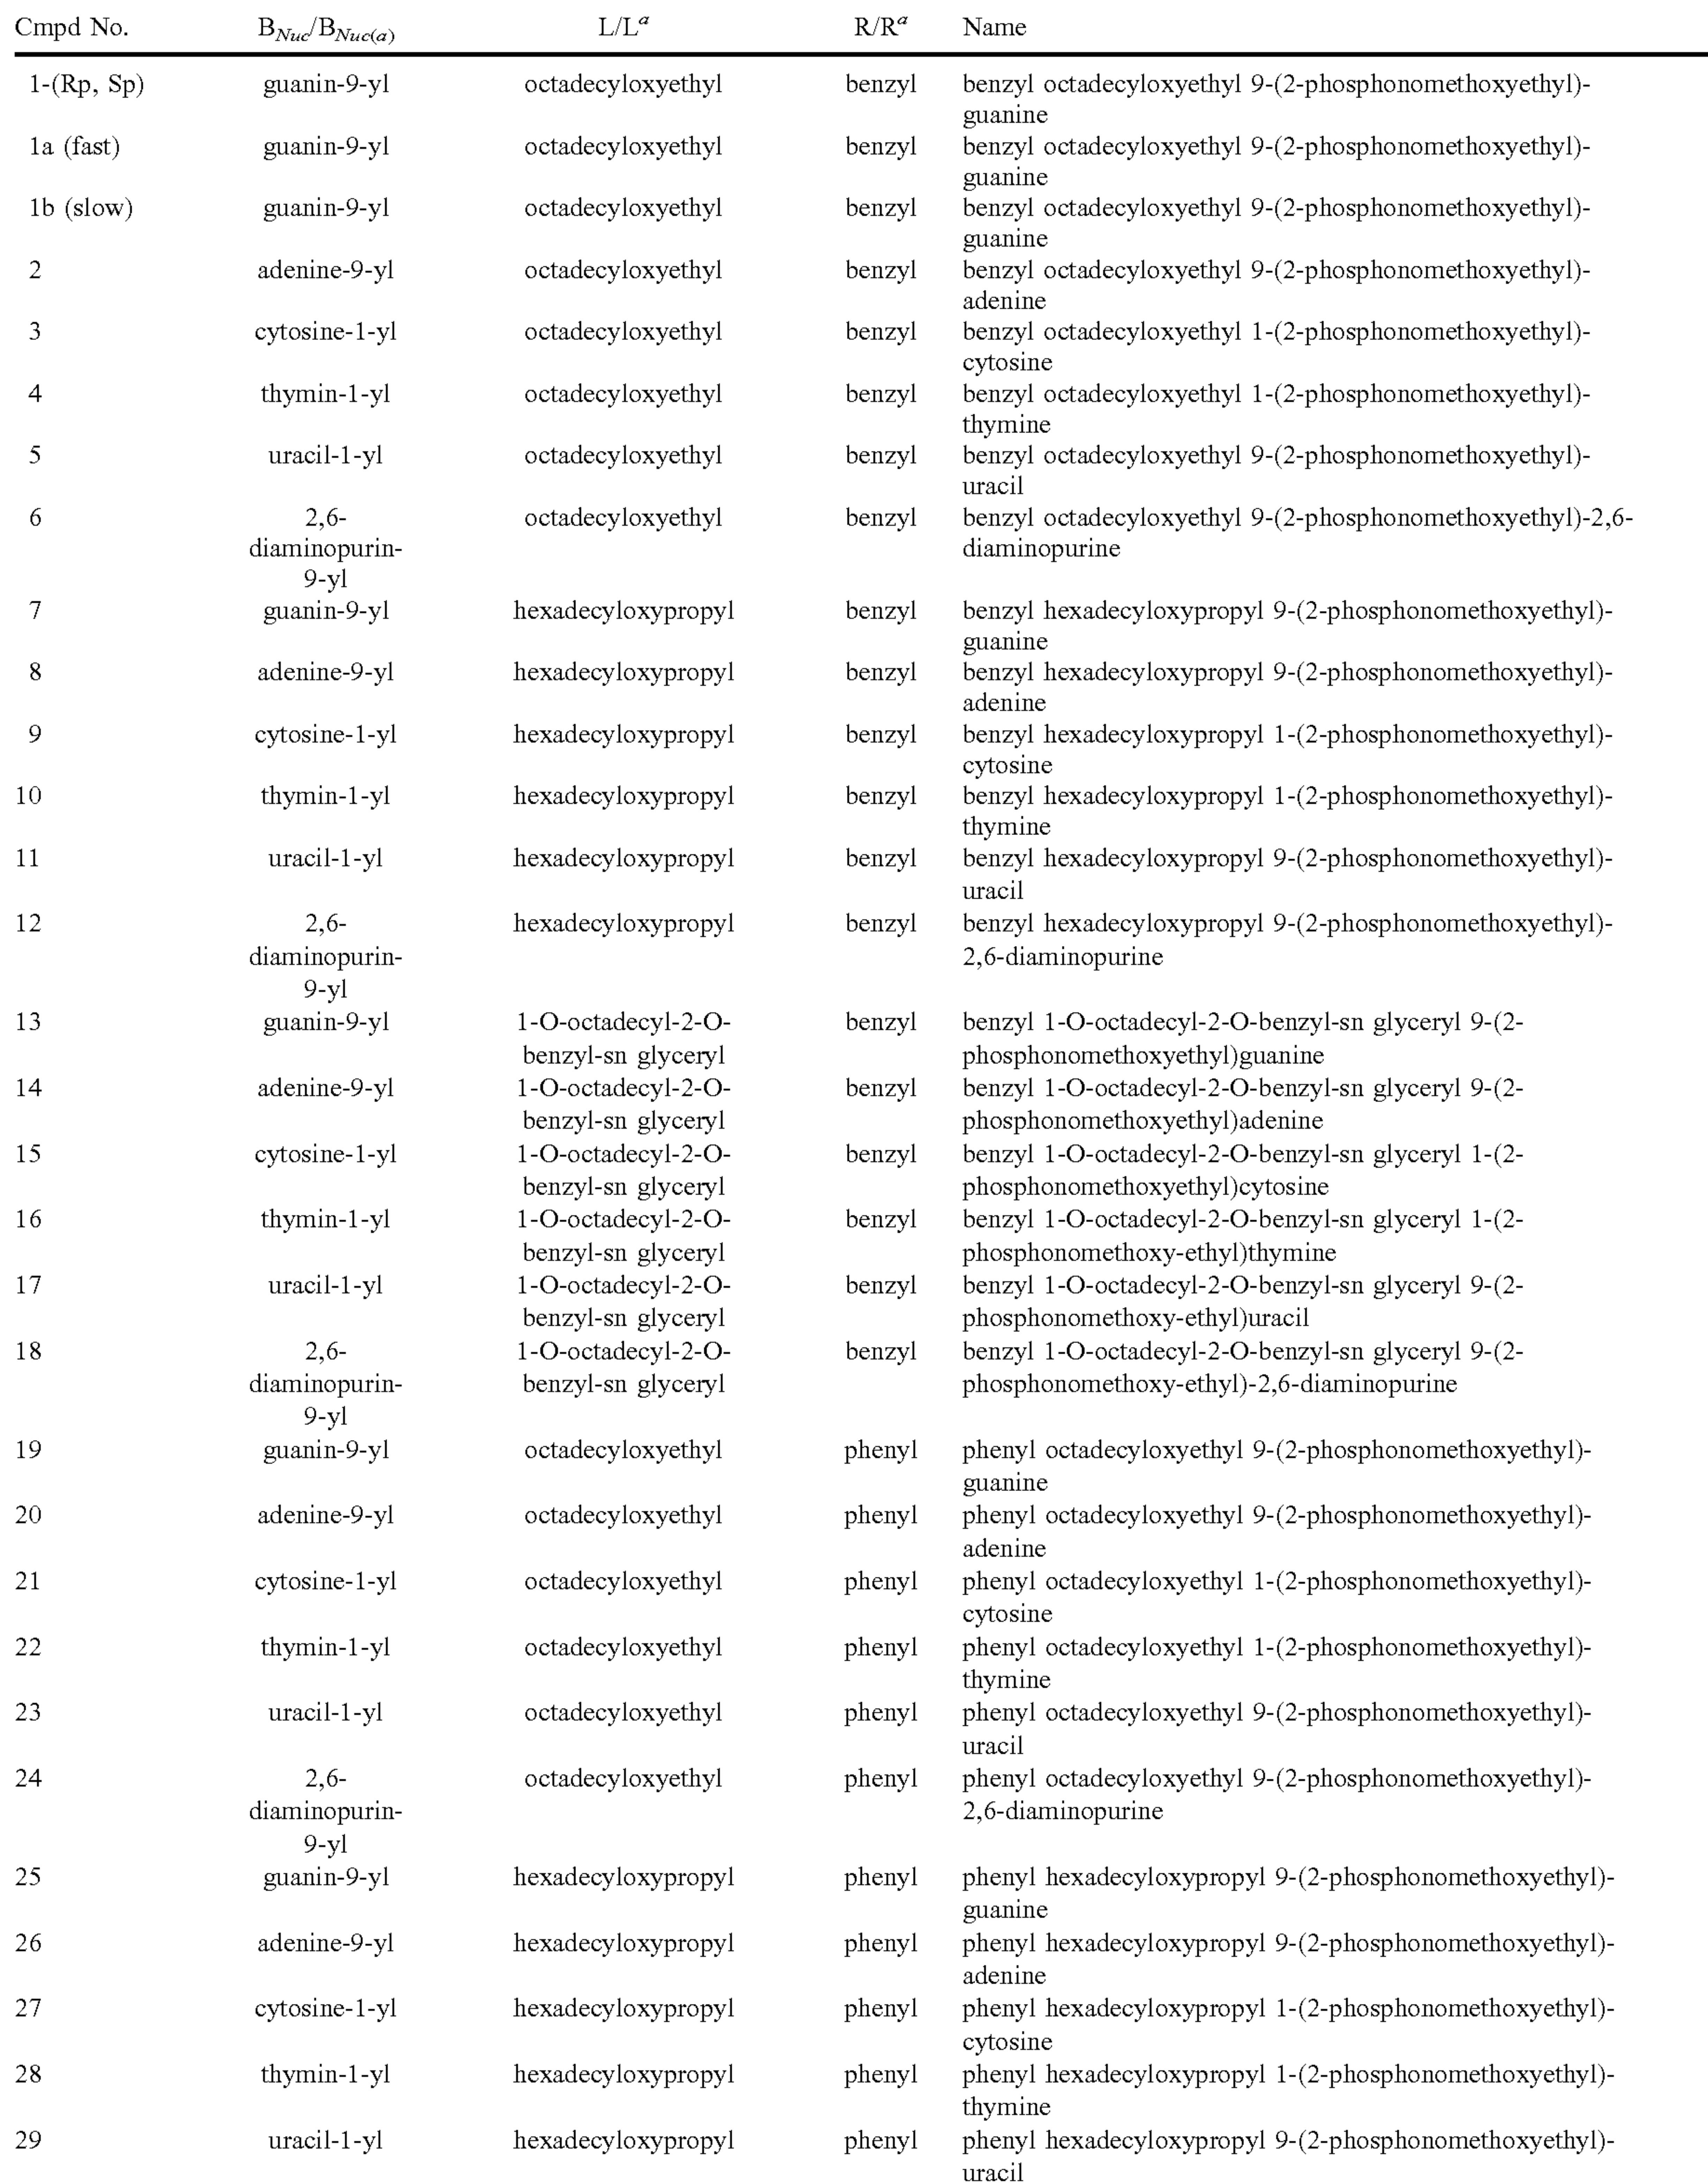 Cmpd No. B_Nuc/B_Nuc(a) L/L^a R/R^a Name
1-(Rp, Sp) guanin-9-yl octadecyloxyethyl benzyl benzyl octadecyloxyethyl 9-(2-phosphonomethoxyethyl)-
guanine
1a (fast) guanin-9-yl octadecyloxyethyl benzyl benzyl octadecyloxyethyl 9-(2-phosphonomethoxyethyl)-
guanine
1b (slow) guanin-9-yl octadecyloxyethyl benzyl benzyl octadecyloxyethyl 9-(2-phosphonomethoxyethyl)-
guanine
2 adenine-9-yl octadecyloxyethyl benzyl benzyl octadecyloxyethyl 9-(2-phosphonomethoxyethyl)-
adenine
3 cytosine-1-yl octadecyloxyethyl benzyl benzyl octadecyloxyethyl 1-(2-phosphonomethoxyethyl)-
cytosine
4 thymin-1-yl octadecyloxyethyl benzyl benzyl octadecyloxyethyl 1-(2-phosphonomethoxyethyl)-
thymine
5 uracil-1-yl octadecyloxyethyl benzyl benzyl octadecyloxyethyl 9-(2-phosphonomethoxyethyl)-
uracil
6 2,6- octadecyloxyethyl benzyl benzyl octadecyloxyethyl 9-(2-phosphonomethoxyethyl)-2,6-
diaminopurin- diaminopurine
9-yl
7 guanin-9-yl hexadecyloxypropyl benzyl benzyl hexadecyloxypropyl 9-(2-phosphonomethoxyethyl)-
guanine
8 adenine-9-yl hexadecyloxypropyl benzyl benzyl hexadecyloxypropyl 9-(2-phosphonomethoxyethyl)-
adenine
9 cytosine-1-yl hexadecyloxypropyl benzyl benzyl hexadecyloxypropyl 1-(2-phosphonomethoxyethyl)-
cytosine
10 thymin-1-yl hexadecyloxypropyl benzyl benzyl hexadecyloxypropyl 1-(2-phosphonomethoxyethyl)-
thymine
11 uracil-1-yl hexadecyloxypropyl benzyl benzyl hexadecyloxypropyl 9-(2-phosphonomethoxyethyl)-
uracil
12 2,6- hexadecyloxypropyl benzyl benzyl hexadecyloxypropyl 9-(2-phosphonomethoxyethyl)-
diaminopurin- 2,6-diaminopurine
9-yl
13 guanin-9-yl 1-O-octadecyl-2-O- benzyl benzyl 1-O-octadecyl-2-O-benzyl-sn glyceryl 9-(2-
benzyl-sn glyceryl phosphonomethoxyethyl)guanine
14 adenine-9-yl 1-O-octadecyl-2-O- benzyl benzyl 1-O-octadecyl-2-O-benzyl-sn glyceryl 9-(2-
benzyl-sn glyceryl phosphonomethoxyethyl)adenine
15 cytosine-1-yl 1-O-octadecyl-2-O- benzyl benzyl 1-O-octadecyl-2-O-benzyl-sn glyceryl 1-(2-
benzyl-sn glyceryl phosphonomethoxyethyl)cytosine
16 thymin-1-yl 1-O-octadecyl-2-O- benzyl benzyl 1-O-octadecyl-2-O-benzyl-sn glyceryl 1-(2-
benzyl-sn glyceryl phosphonomethoxy-ethyl)thymine
17 uracil-1-yl 1-O-octadecyl-2-O- benzyl benzyl 1-O-octadecyl-2-O-benzyl-sn glyceryl 9-(2-
benzyl-sn glyceryl phosphonomethoxy-ethyl)uracil
18 2,6- 1-O-octadecyl-2-O- benzyl benzyl 1-O-octadecyl-2-O-benzyl-sn glyceryl 9-(2-
diaminopurin- benzyl-sn glyceryl phosphonomethoxy-ethyl)-2,6-diaminopurine
9-yl
19 guanin-9-yl octadecyloxyethyl phenyl phenyl octadecyloxyethyl 9-(2-phosphonomethoxyethyl)-
guanine
20 adenine-9-yl octadecyloxyethyl phenyl phenyl octadecyloxyethyl 9-(2-phosphonomethoxyethyl)-
adenine
21 cytosine-1-yl octadecyloxyethyl phenyl phenyl octadecyloxyethyl 1-(2-phosphonomethoxyethyl)-
cytosine
22 thymin-1-yl octadecyloxyethyl phenyl phenyl octadecyloxyethyl 1-(2-phosphonomethoxyethyl)-
thymine
23 uracil-1-yl octadecyloxyethyl phenyl phenyl octadecyloxyethyl 9-(2-phosphonomethoxyethyl)-
uracil
24 2,6- octadecyloxyethyl phenyl phenyl octadecyloxyethyl 9-(2-phosphonomethoxyethyl)-
diaminopurin- 2,6-diaminopurine
9-yl
25 guanin-9-yl hexadecyloxypropyl phenyl phenyl hexadecyloxypropyl 9-(2-phosphonomethoxyethyl)-
guanine
26 adenine-9-yl hexadecyloxypropyl phenyl phenyl hexadecyloxypropyl 9-(2-phosphonomethoxyethyl)-
adenine
27 cytosine-1-yl hexadecyloxypropyl phenyl phenyl hexadecyloxypropyl 1-(2-phosphonomethoxyethyl)-
cytosine
28 thymin-1-yl hexadecyloxypropyl phenyl phenyl hexadecyloxypropyl 1-(2-phosphonomethoxyethyl)-
thymine
29 uracil-1-yl hexadecyloxypropyl phenyl phenyl hexadecyloxypropyl 9-(2-phosphonomethoxyethyl)-
uracil